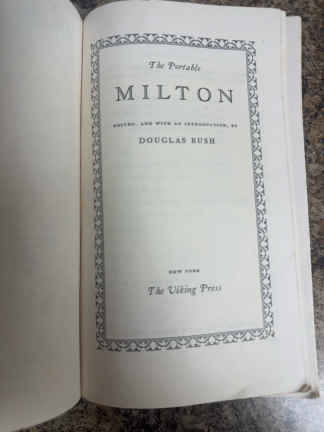 The Portable
MILTON
EDITED, AND WITH AN INTRODUCTION, BY
DOUGLAS BUSH
NEW YORK
The Viking Press